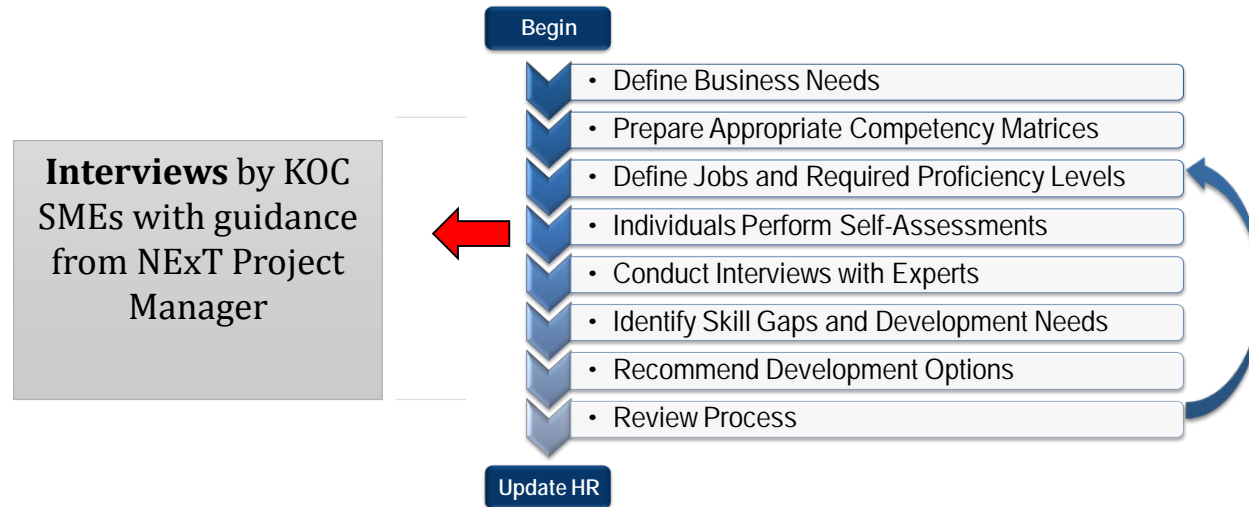 Begin
• Define Business Needs
• Prepare Appropriate Competency Matrices
• Define Jobs and Required Proficiency Levels
• Individuals Perform Self-Assessments
• Conduct Interviews with Experts
• Identify Skill Gaps and Development Needs
• Recommend Development Options
• Review Process
Update HR
Interviews by KOC
SMEs with guidance
from NExT Project
Manager